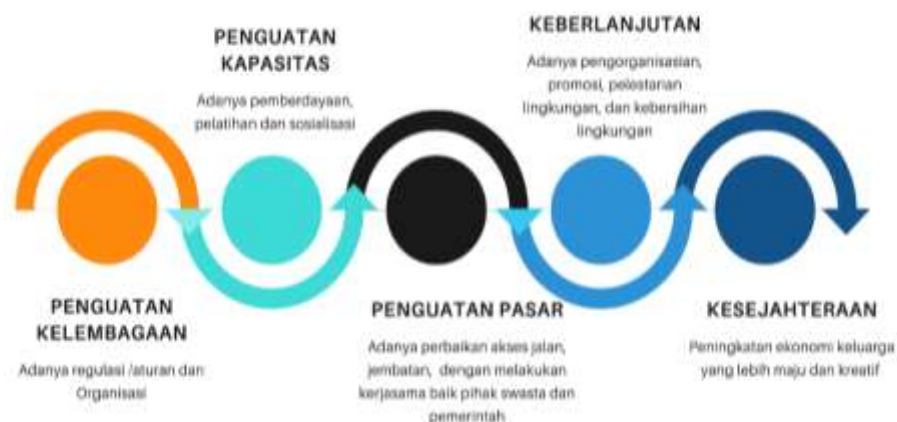 PENGUATAN
KELEMBAGAAN
Adanya regulasi /aturan dan
Organisasi
PENGUATAN
KAPASITAS
Adanya pemberdayaan,
pelatihan dan sosialisasi
PENGUATAN PASAR
Adanya perbaikan akses jalan,
jembatan, dengan melakukan
kerjasama baik pihak swasta dan
pemerintah
KEBERLANJUTAN
Adanya pengorganisasian,
promosi, pelestarian
lingkungan, dan kebersihan
lingkungan
KESEJAHTERAAN
Peningkatan ekonomi keluarga
yang lebih maju dan kreatif